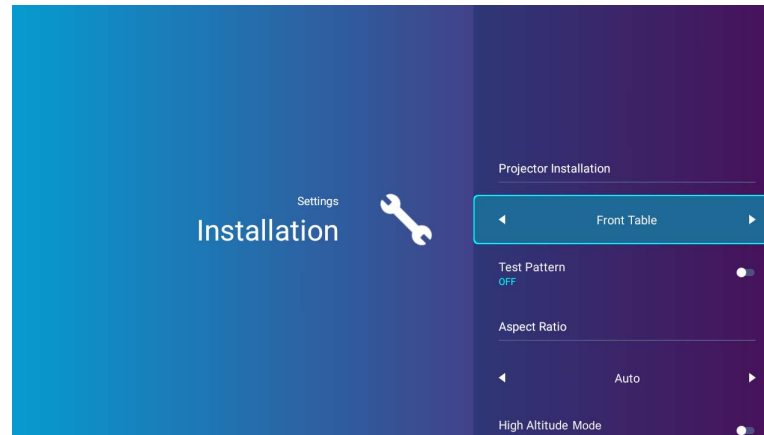 Settings
Installation
Projector Installation
Front Table
Test Pattern
OFF
Aspect Ratio
Auto
High Altitude Mode